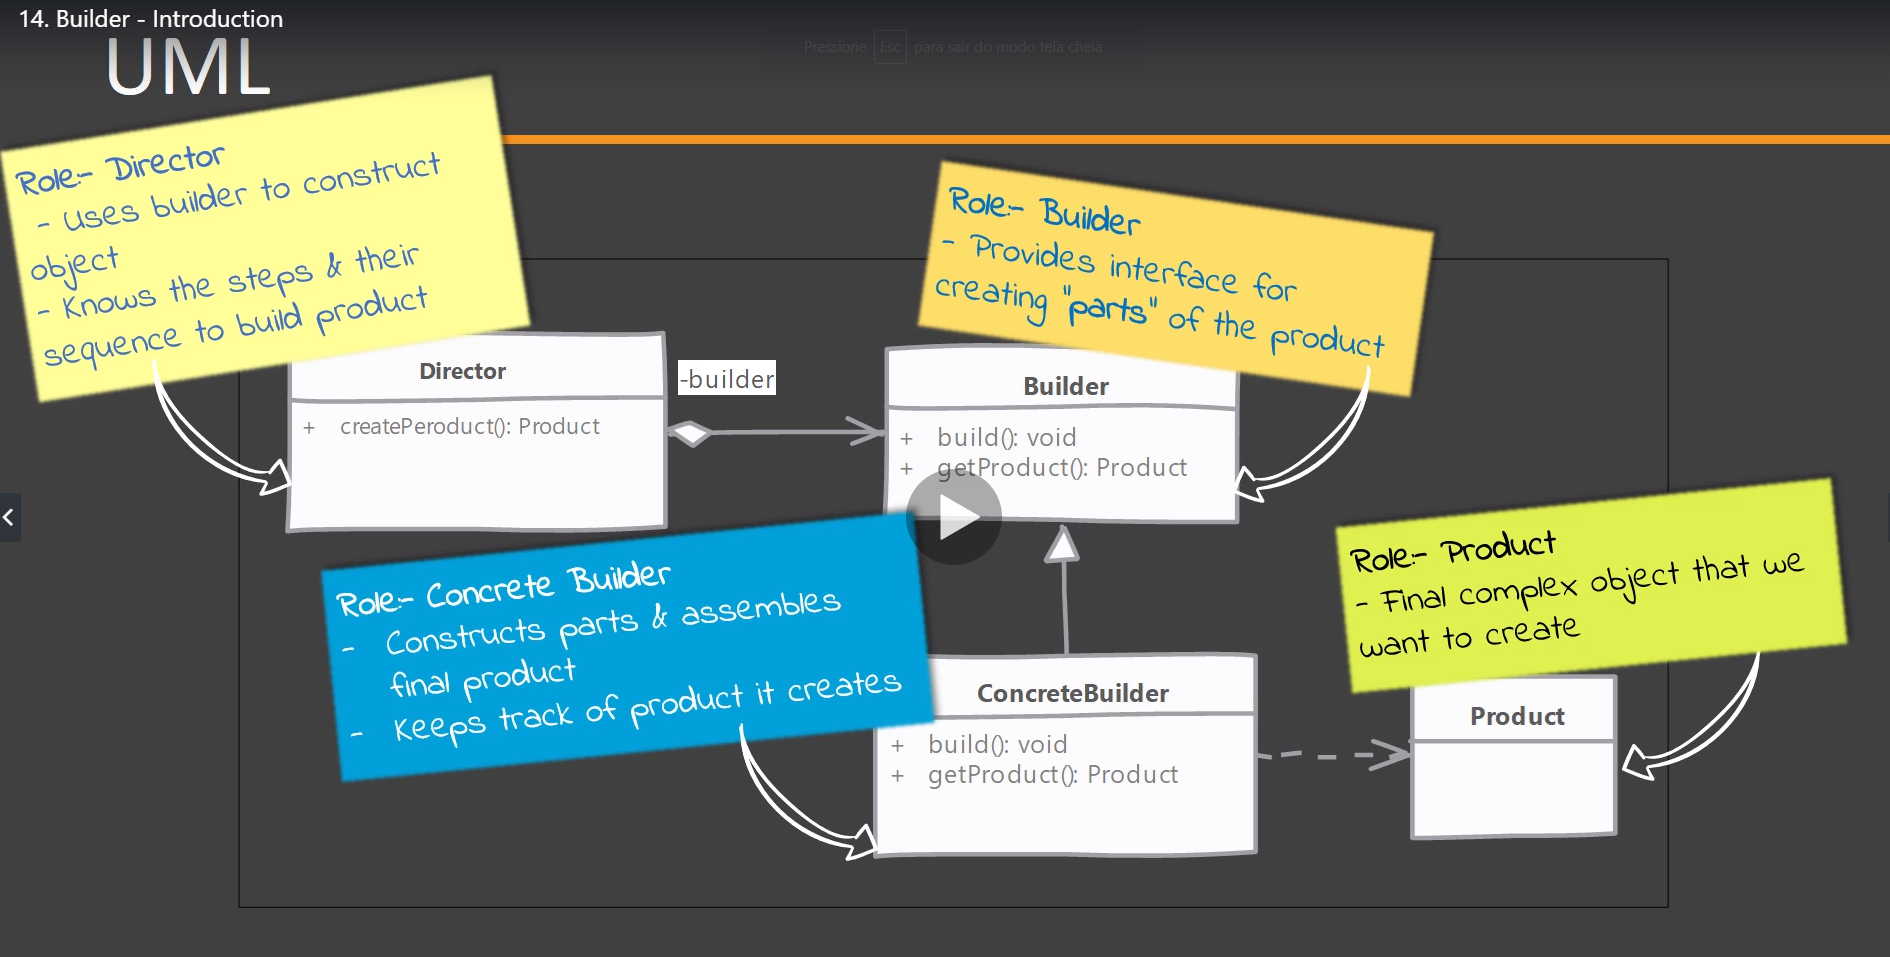 14. Builder - Introduction
Pressione Esc para sair do modo tela cheia
UML
Role:- Director
- Uses builder to construct
object
- Knows the steps & their
sequence to build product
Role:- Builder
- Provides interface for
creating "parts" of the product
Director
+ createPeroduct(): Product
-builder
Builder
+ build(): void
+ getProduct(): Product
Role:- Concrete Builder
- Constructs parts & assembles
final product
- Keeps track of product it creates
Role:- Product
- Final complex object that we
want to create
ConcreteBuilder
+ build(): void
+ getProduct(): Product
Product